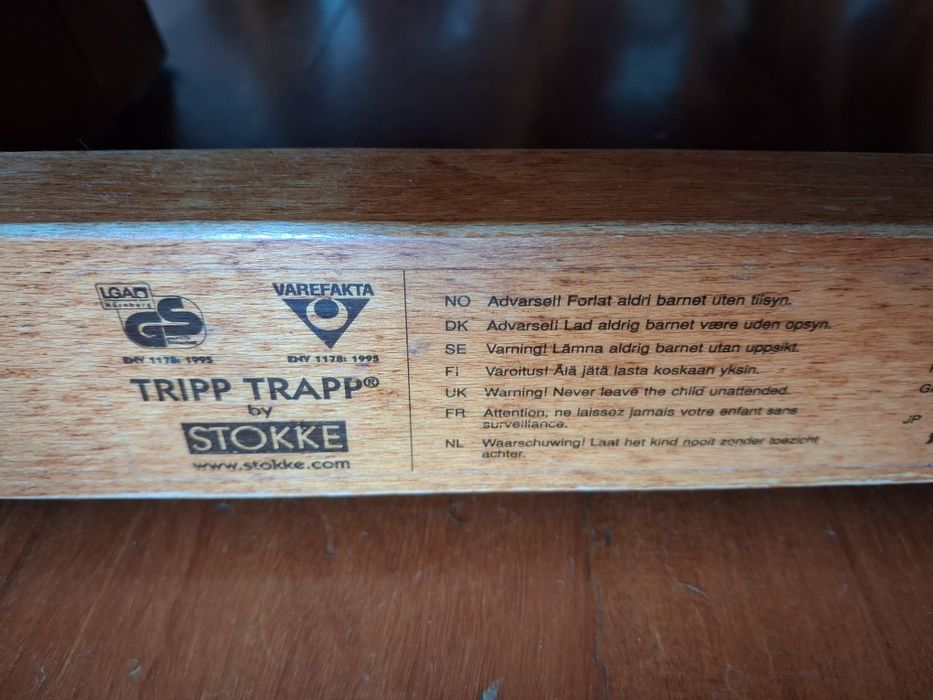 LGA
Nürnberg
GS
ENV 1178: 1995
VAREFAKTA
ENV 1178: 1995
TRIPP TRAPP®
by
STOKKE
www.stokke.com
NO Advarsel! Forlat aldri barnet uten tilsyn.
DK Advarsel! Lad aldrig barnet være uden opsyn.
SE Varning! Lämna aldrig barnet utan uppsikt.
FI Varoitus! Älä jätä lasta koskaan yksin.
UK Warning! Never leave the child unattended.
FR Attention, ne laissez jamais votre enfant sans
surveillance.
NL Waarschuwing! Laat het kind nooit zonder toezicht
achter.
JP